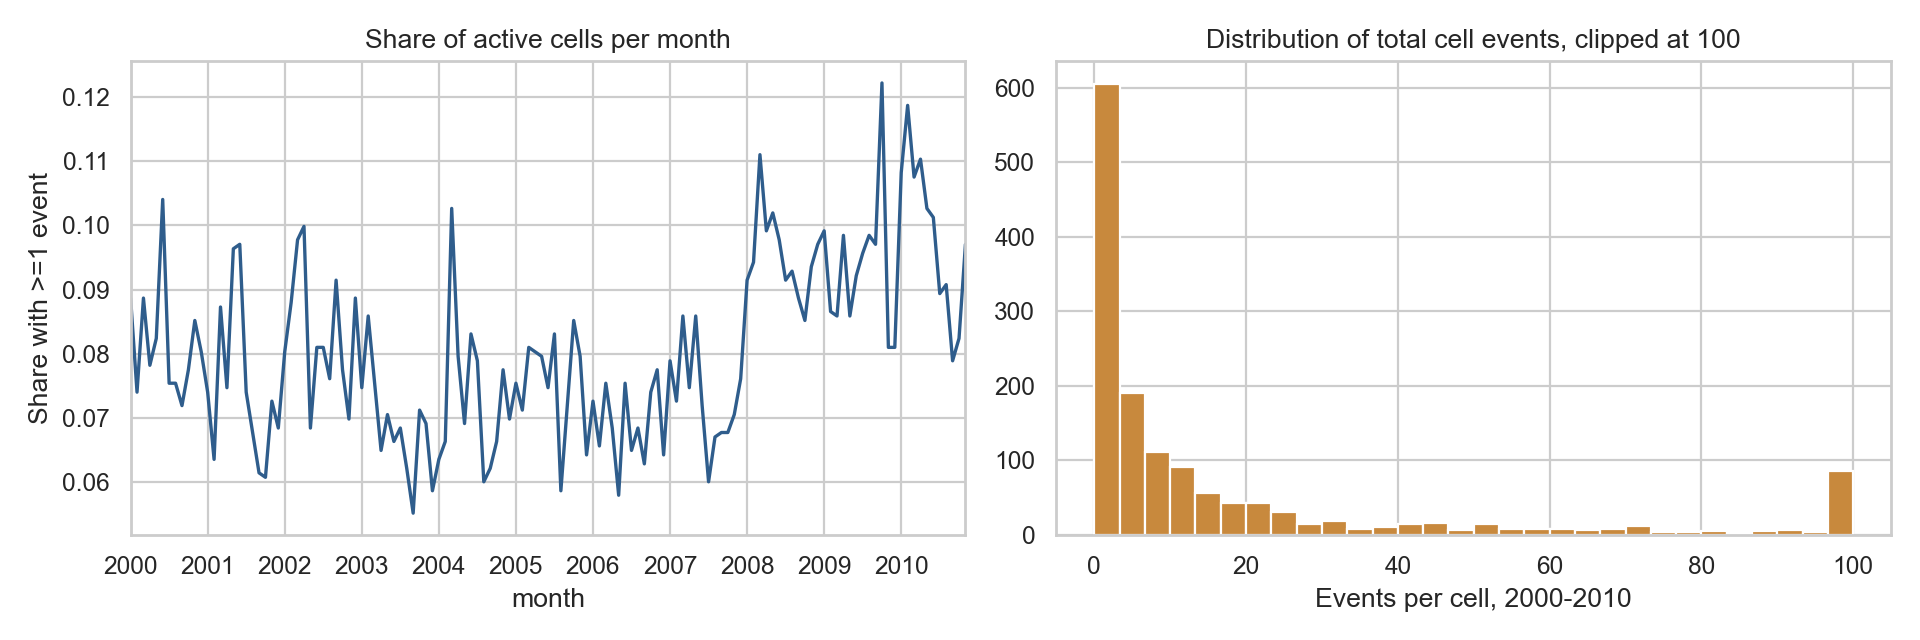 Share of active cells per month
Share with >=1 event
0.12
0.11
0.10
0.09
0.08
0.07
0.06
2000 2001 2002 2003 2004 2005 2006 2007 2008 2009 2010
month
Distribution of total cell events, clipped at 100
600
500
400
300
200
100
0
0 20 40 60 80 100
Events per cell, 2000-2010